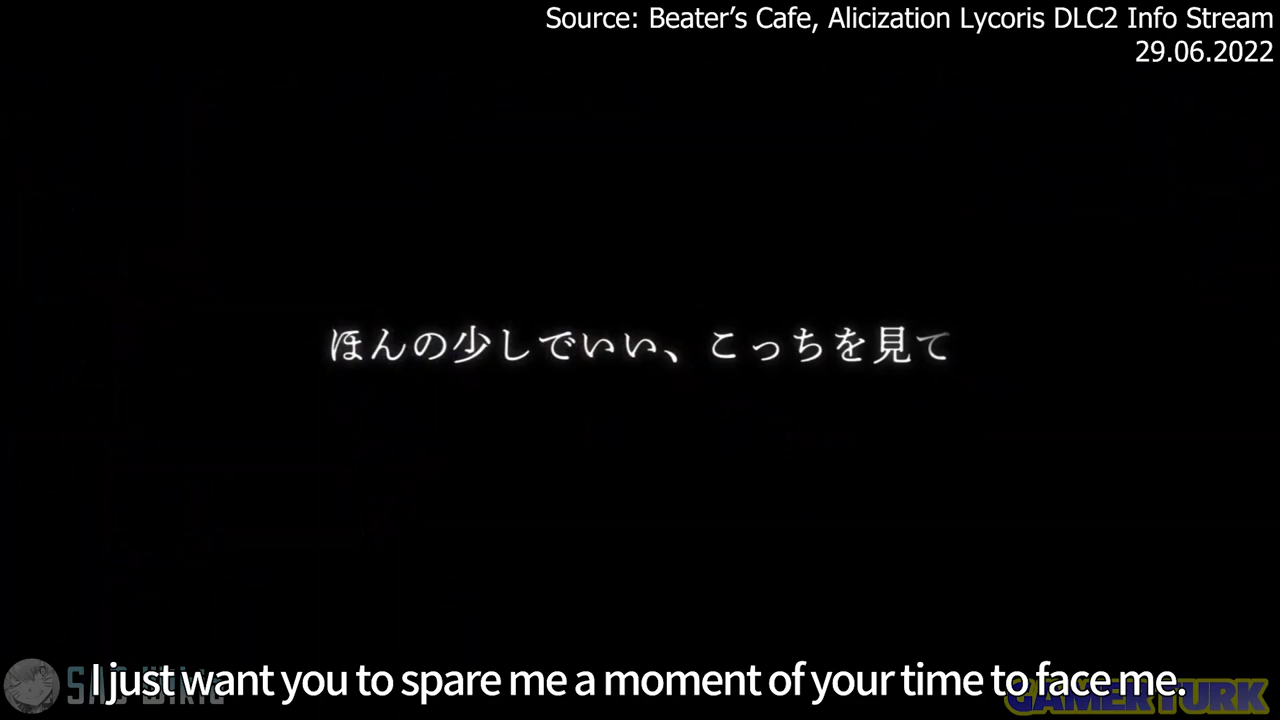 Source: Beater’s Cafe, Alicization Lycoris DLC2 Info Stream
29.06.2022
ほんの少しでいい、こっちを見て
I just want you to spare me a moment of your time to face me.
GAMERTURK